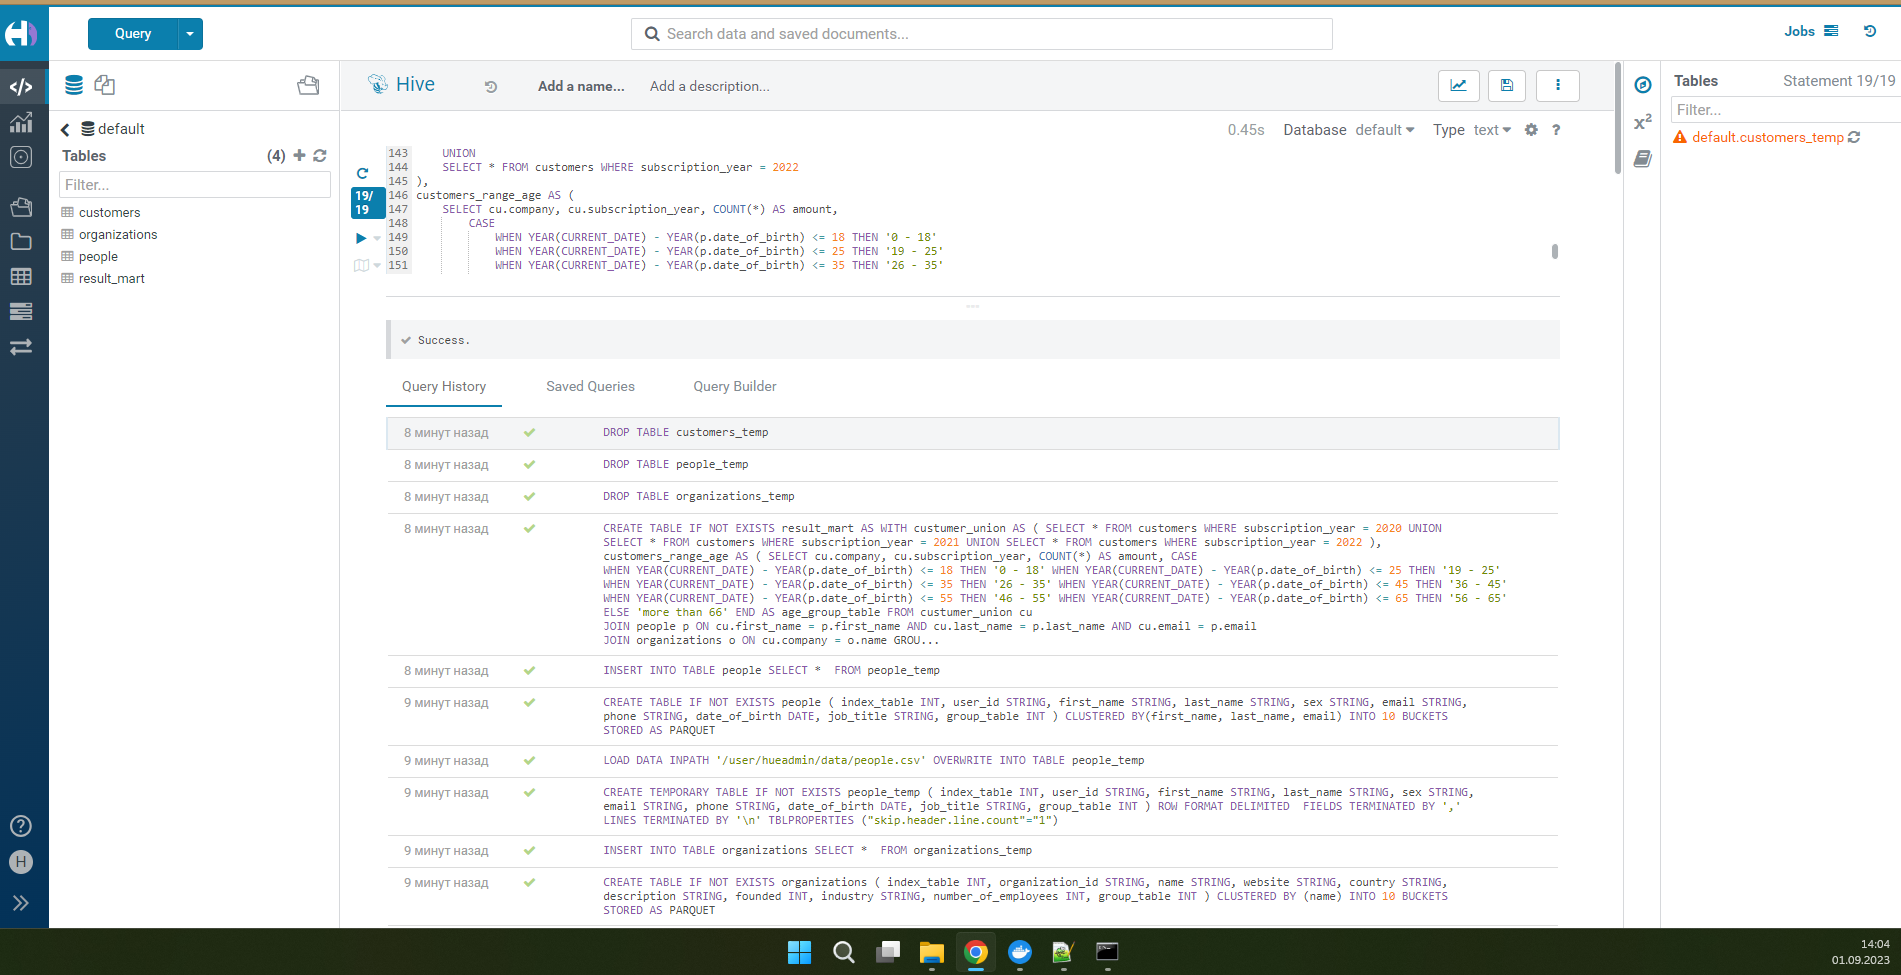 Query
Search data and saved documents...
Jobs
default
Tables
(4)
Filter...
customers
organizations
people
result_mart
Hive
Add a name...
Add a description...
0.45s Database default Type text ?
19/
19
143 UNION
144 SELECT * FROM customers WHERE subscription_year = 2022
145 ),
146 customers_range_age AS (
147 SELECT cu.company, cu.subscription_year, COUNT(*) AS amount,
148 CASE
149 WHEN YEAR(CURRENT_DATE) - YEAR(p.date_of_birth) <= 18 THEN '0 - 18'
150 WHEN YEAR(CURRENT_DATE) - YEAR(p.date_of_birth) <= 25 THEN '19 - 25'
151 WHEN YEAR(CURRENT_DATE) - YEAR(p.date_of_birth) <= 35 THEN '26 - 35'
Success.
Query History
Saved Queries
Query Builder
8 минут назад DROP TABLE customers_temp
8 минут назад DROP TABLE people_temp
8 минут назад DROP TABLE organizations_temp
8 минут назад CREATE TABLE IF NOT EXISTS result_mart AS WITH custumer_union AS ( SELECT * FROM customers WHERE subscription_year = 2020 UNION
SELECT * FROM customers WHERE subscription_year = 2021 UNION SELECT * FROM customers WHERE subscription_year = 2022 ),
customers_range_age AS ( SELECT cu.company, cu.subscription_year, COUNT(*) AS amount, CASE
WHEN YEAR(CURRENT_DATE) - YEAR(p.date_of_birth) <= 18 THEN '0 - 18' WHEN YEAR(CURRENT_DATE) - YEAR(p.date_of_birth) <= 25 THEN '19 - 25'
WHEN YEAR(CURRENT_DATE) - YEAR(p.date_of_birth) <= 35 THEN '26 - 35' WHEN YEAR(CURRENT_DATE) - YEAR(p.date_of_birth) <= 45 THEN '36 - 45'
WHEN YEAR(CURRENT_DATE) - YEAR(p.date_of_birth) <= 55 THEN '46 - 55' WHEN YEAR(CURRENT_DATE) - YEAR(p.date_of_birth) <= 65 THEN '56 - 65'
ELSE 'more than 66' END AS age_group_table FROM custumer_union cu
JOIN people p ON cu.first_name = p.first_name AND cu.last_name = p.last_name AND cu.email = p.email
JOIN organizations o ON cu.company = o.name GROU...
8 минут назад INSERT INTO TABLE people SELECT * FROM people_temp
9 минут назад CREATE TABLE IF NOT EXISTS people ( index_table INT, user_id STRING, first_name STRING, last_name STRING, sex STRING, email STRING,
phone STRING, date_of_birth DATE, job_title STRING, group_table INT ) CLUSTERED BY(first_name, last_name, email) INTO 10 BUCKETS
STORED AS PARQUET
9 минут назад LOAD DATA INPATH '/user/hueadmin/data/people.csv' OVERWRITE INTO TABLE people_temp
9 минут назад CREATE TEMPORARY TABLE IF NOT EXISTS people_temp ( index_table INT, user_id STRING, first_name STRING, last_name STRING, sex STRING,
email STRING, phone STRING, date_of_birth DATE, job_title STRING, group_table INT ) ROW FORMAT DELIMITED FIELDS TERMINATED BY ','
LINES TERMINATED BY '\n' TBLPROPERTIES ("skip.header.line.count"="1")
9 минут назад INSERT INTO TABLE organizations SELECT * FROM organizations_temp
9 минут назад CREATE TABLE IF NOT EXISTS organizations ( index_table INT, organization_id STRING, name STRING, website STRING, country STRING,
description STRING, founded INT, industry STRING, number_of_employees INT, group_table INT ) CLUSTERED BY (name) INTO 10 BUCKETS
STORED AS PARQUET
Tables Statement 19/19
Filter...
default.customers_temp
x²
H
14:04
01.09.2023